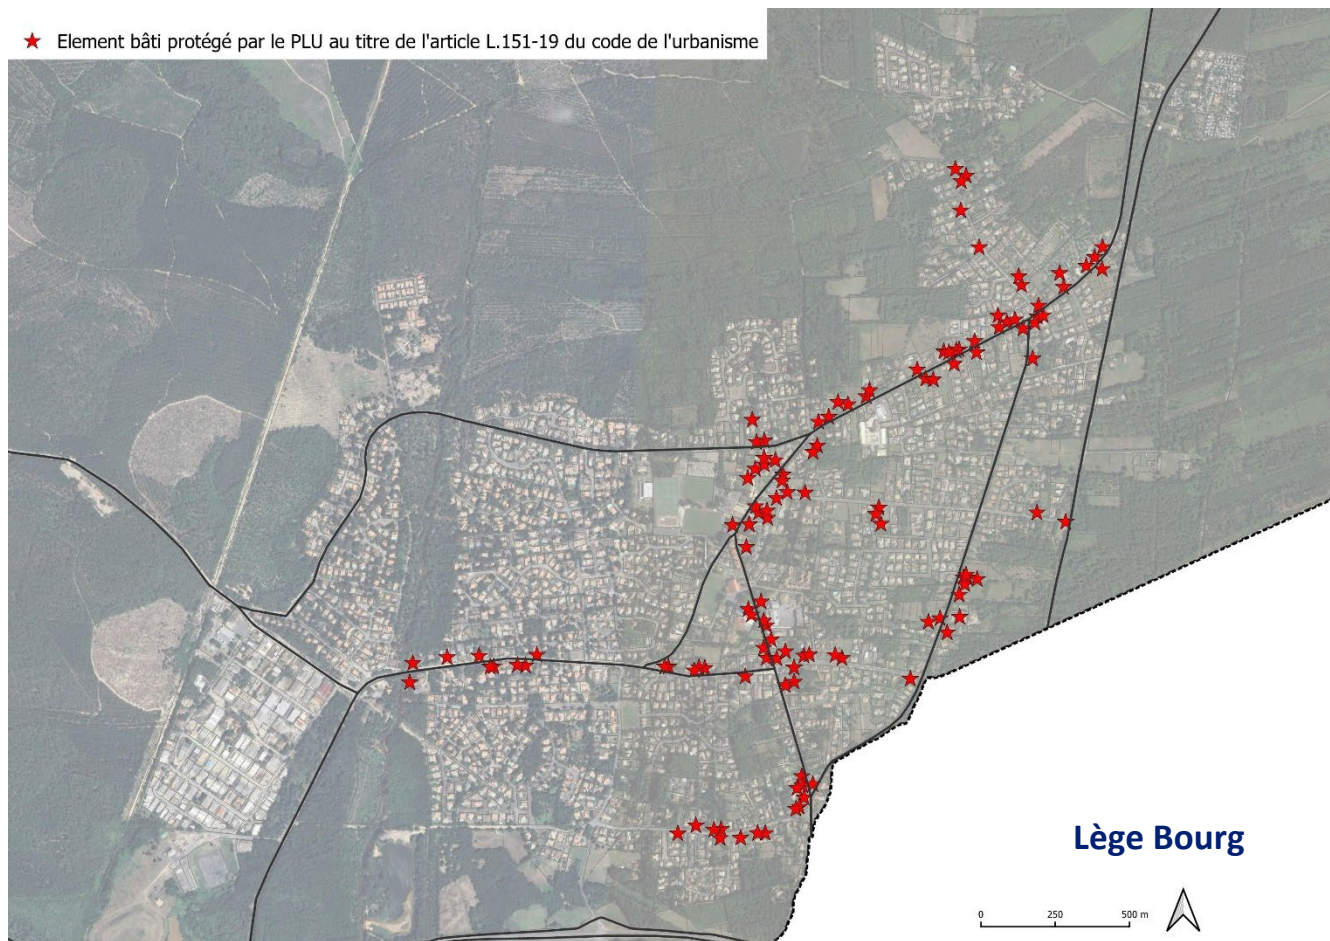 Element bâti protégé par le PLU au titre de l'article L.151-19 du code de l'urbanisme
Lège Bourg
0 250 500 m